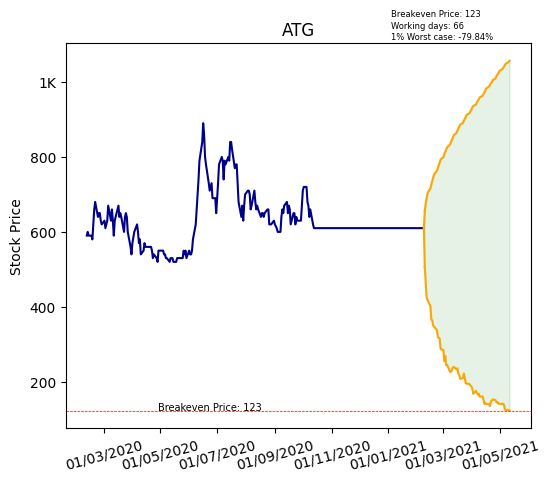 Breakeven Price: 123
Working days: 66
1% Worst case: -79.84%
ATG
Stock Price
1K
800
600
400
200
Breakeven Price: 123
01/03/2020
01/05/2020
01/07/2020
01/09/2020
01/11/2020
01/01/2021
01/03/2021
01/05/2021